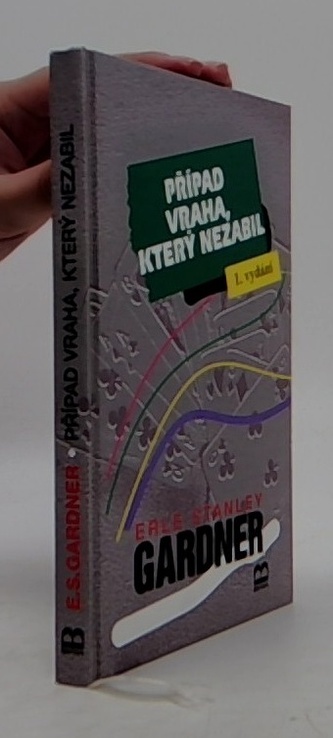 E.S.GARDNER • PŘÍPAD VRAHA, KTERÝ NEZABIL
B
PŘÍPAD
VRAHA,
KTERÝ NEZABIL
1. vydání
ERLE STANLEY
GARDNER
B